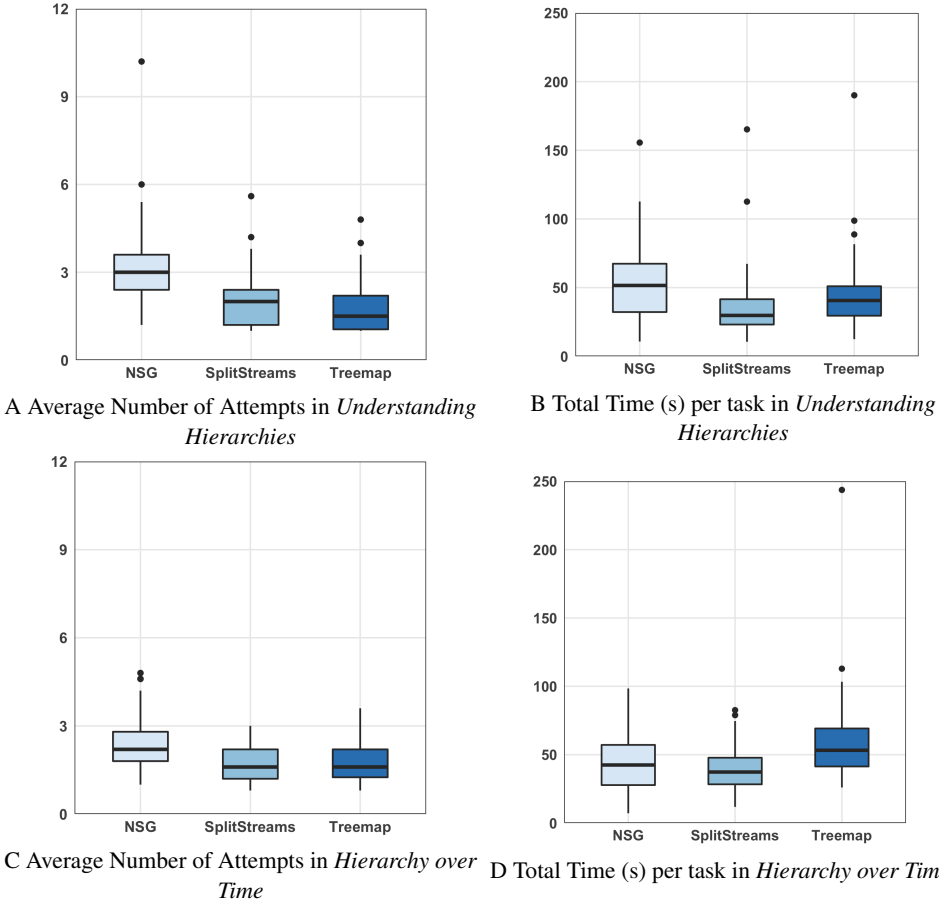 12
9
6
3
0
NSG SplitStreams Treemap
A Average Number of Attempts in Understanding
Hierarchies
250
200
150
100
50
0
NSG SplitStreams Treemap
B Total Time (s) per task in Understanding
Hierarchies
12
9
6
3
0
NSG SplitStreams Treemap
C Average Number of Attempts in Hierarchy over
Time
250
200
150
100
50
0
NSG SplitStreams Treemap
D Total Time (s) per task in Hierarchy over Tim